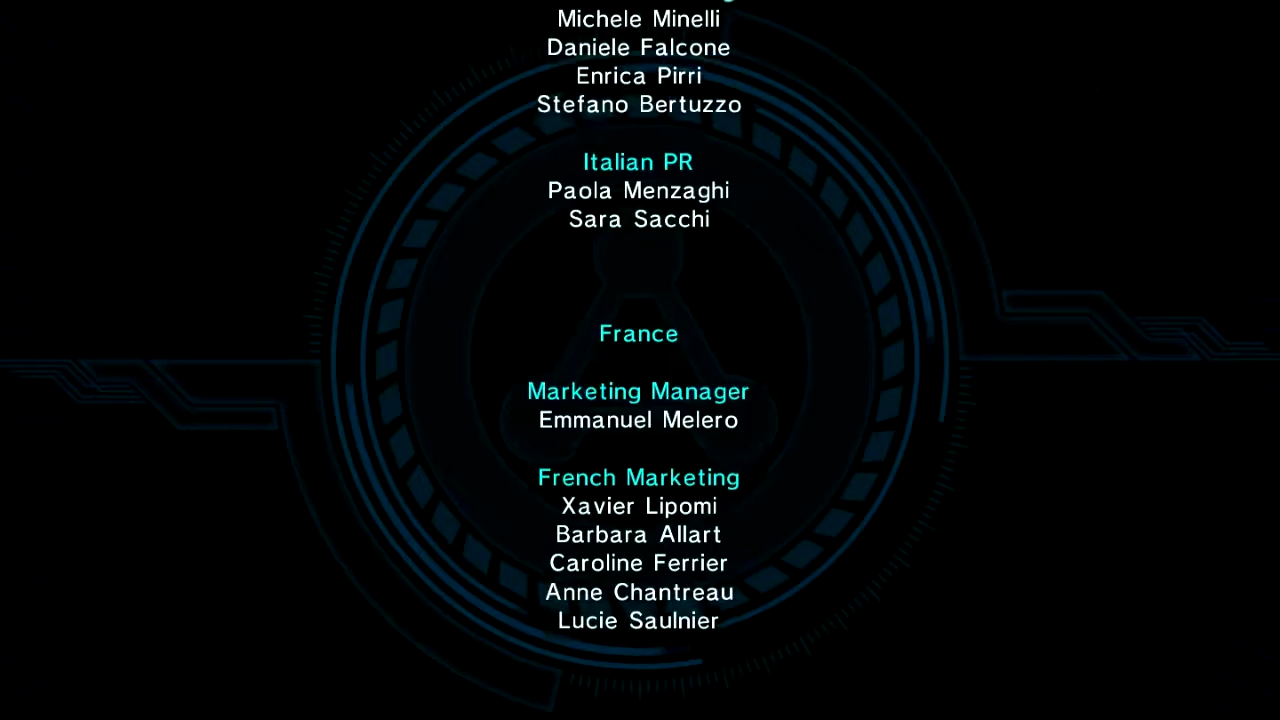 Michele Minelli
Daniele Falcone
Enrica Pirri
Stefano Bertuzzo
Italian PR
Paola Menzaghi
Sara Sacchi
France
Marketing Manager
Emmanuel Melero
French Marketing
Xavier Lipomi
Barbara Allart
Caroline Ferrier
Anne Chantreau
Lucie Saulnier